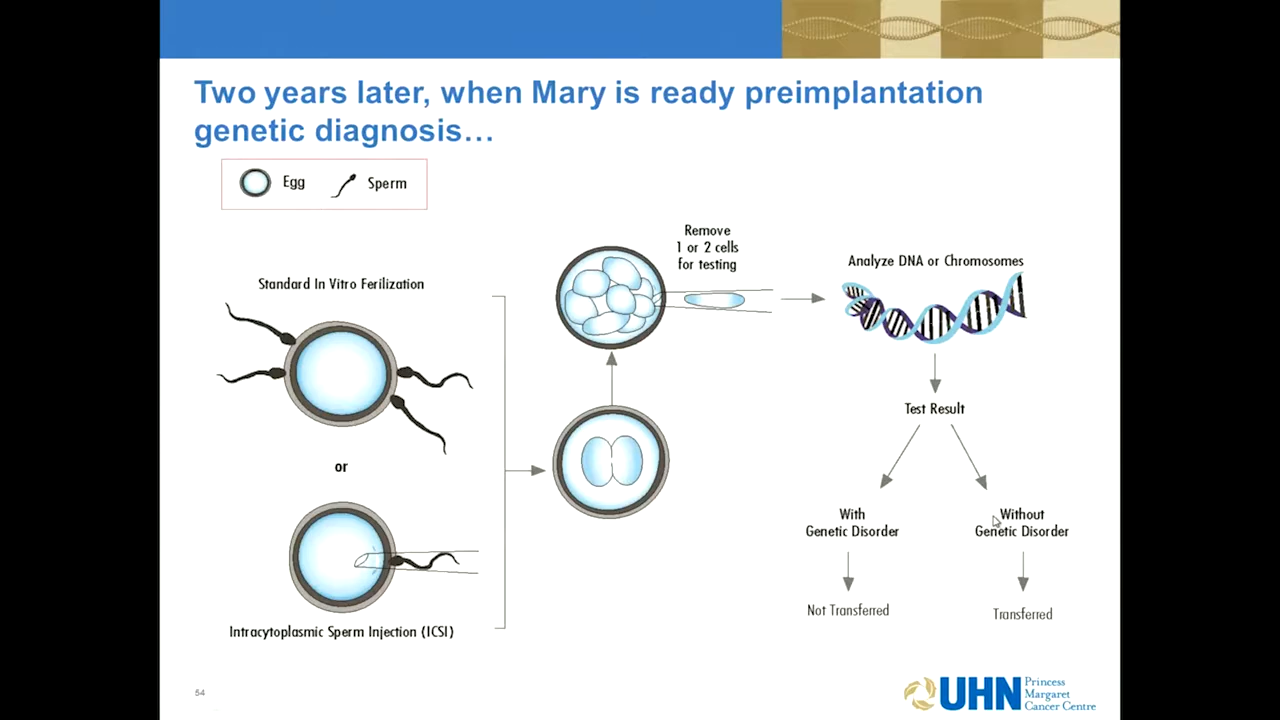 Two years later, when Mary is ready preimplantation
genetic diagnosis…
Egg
Sperm
Standard In Vitro Ferilization
or
Intracytoplasmic Sperm Injection (ICSI)
Remove
1 or 2 cells
for testing
Analyze DNA or Chromosomes
Test Result
With
Genetic Disorder
Without
Genetic Disorder
Not Transferred
Transferred
54
UHN
Princess
Margaret
Cancer Centre